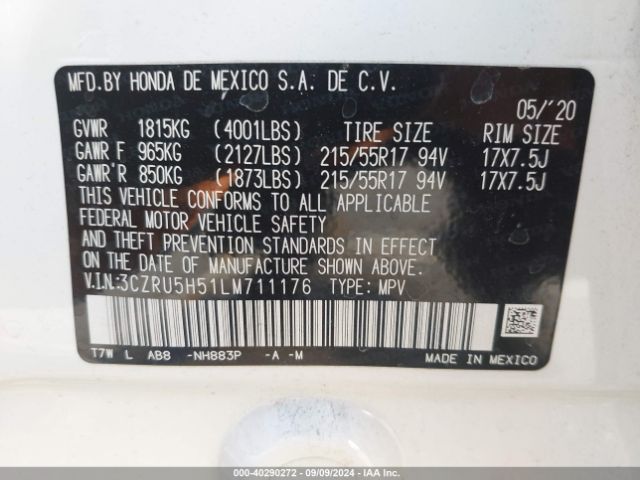 MFD.BY HONDA DE MEXICO S.A. DE C.V.
05/'20
GVWR 1815KG (4001LBS) TIRE SIZE RIM SIZE
GAWR F 965KG (2127LBS) 215/55R17 94V 17X7.5J
GAWR R 850KG (1873LBS) 215/55R17 94V 17X7.5J
THIS VEHICLE CONFORMS TO ALL APPLICABLE
FEDERAL MOTOR VEHICLE SAFETY
AND THEFT PREVENTION STANDARDS IN EFFECT
ON THE DATE OF MANUFACTURE SHOWN ABOVE.
V.I.N:3CZRU5H51LM711176 TYPE: MPV
T7W L AB8 -NH883P -A -M MADE IN MEXICO
000-40290272 - 09/09/2024 - IAA Inc.